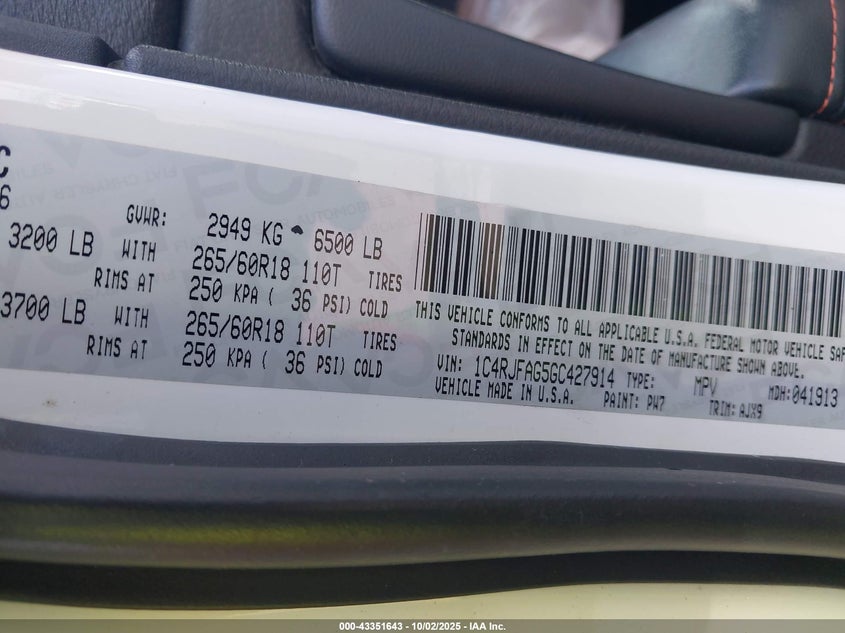 C
6
GVWR: 2949 KG 6500 LB
3200 LB WITH 265/60R18 110T TIRES
RIMS AT 250 KPA ( 36 PSI) COLD
3700 LB WITH 265/60R18 110T TIRES
RIMS AT 250 KPA ( 36 PSI) COLD
THIS VEHICLE CONFORMS TO ALL APPLICABLE U.S.A. FEDERAL MOTOR VEHICLE SAF
STANDARDS IN EFFECT ON THE DATE OF MANUFACTURE SHOWN ABOVE.
VIN: 1C4RJFAG5GC427914 TYPE: MPV MDH:041913
VEHICLE MADE IN U.S.A. PAINT: PW7 TRIM: AJX9
000-43351643 - 10/02/2025 - IAA Inc.